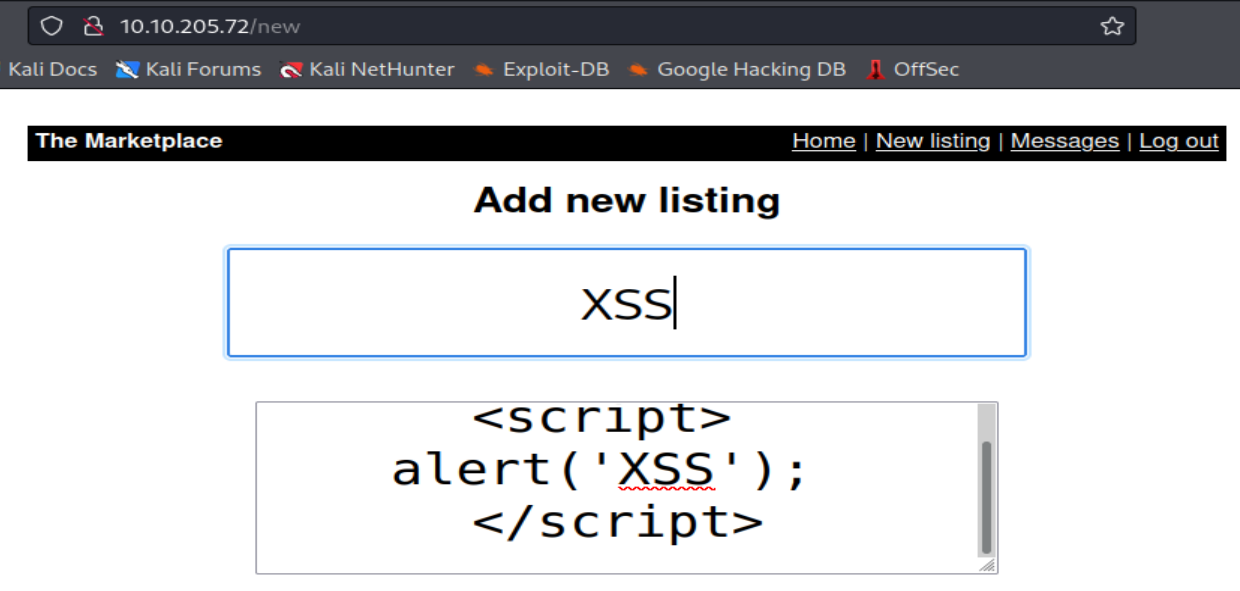 10.10.205.72/new
Kali Docs Kali Forums Kali NetHunter Exploit-DB Google Hacking DB OffSec
The Marketplace Home | New listing | Messages | Log out
Add new listing
XSS
<script>
alert('XSS');
</script>